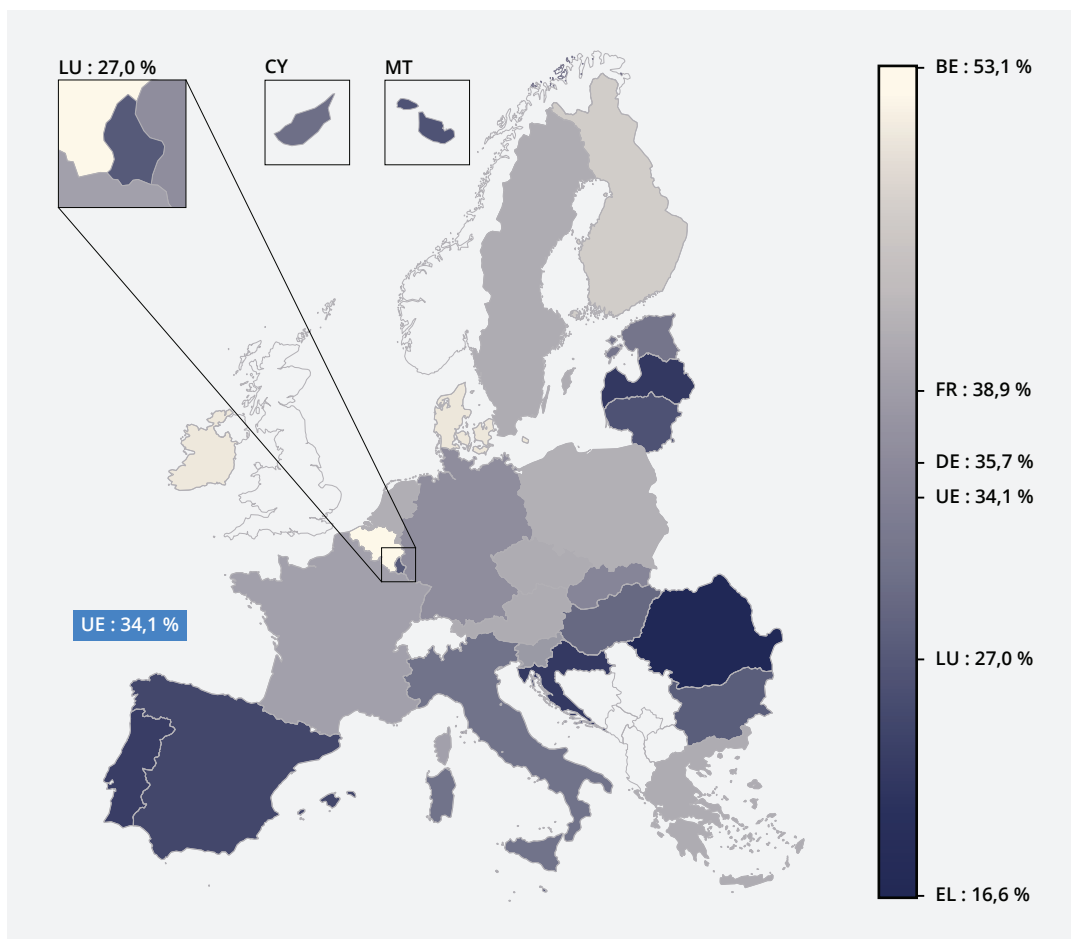 LU : 27,0 %
CY
MT
BE : 53,1 %
FR : 38,9 %
DE : 35,7 %
UE : 34,1 %
UE : 34,1 %
LU : 27,0 %
EL : 16,6 %